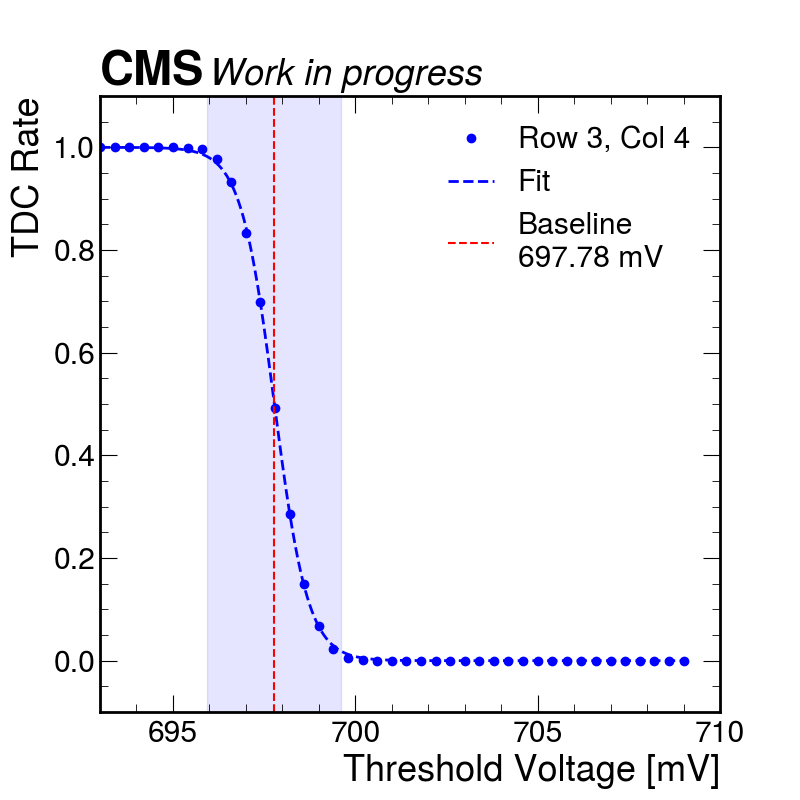 CMS Work in progress
TDC Rate
1.0
0.8
0.6
0.4
0.2
0.0
Row 3, Col 4
Fit
Baseline
697.78 mV
695
700
705
710
Threshold Voltage [mV]